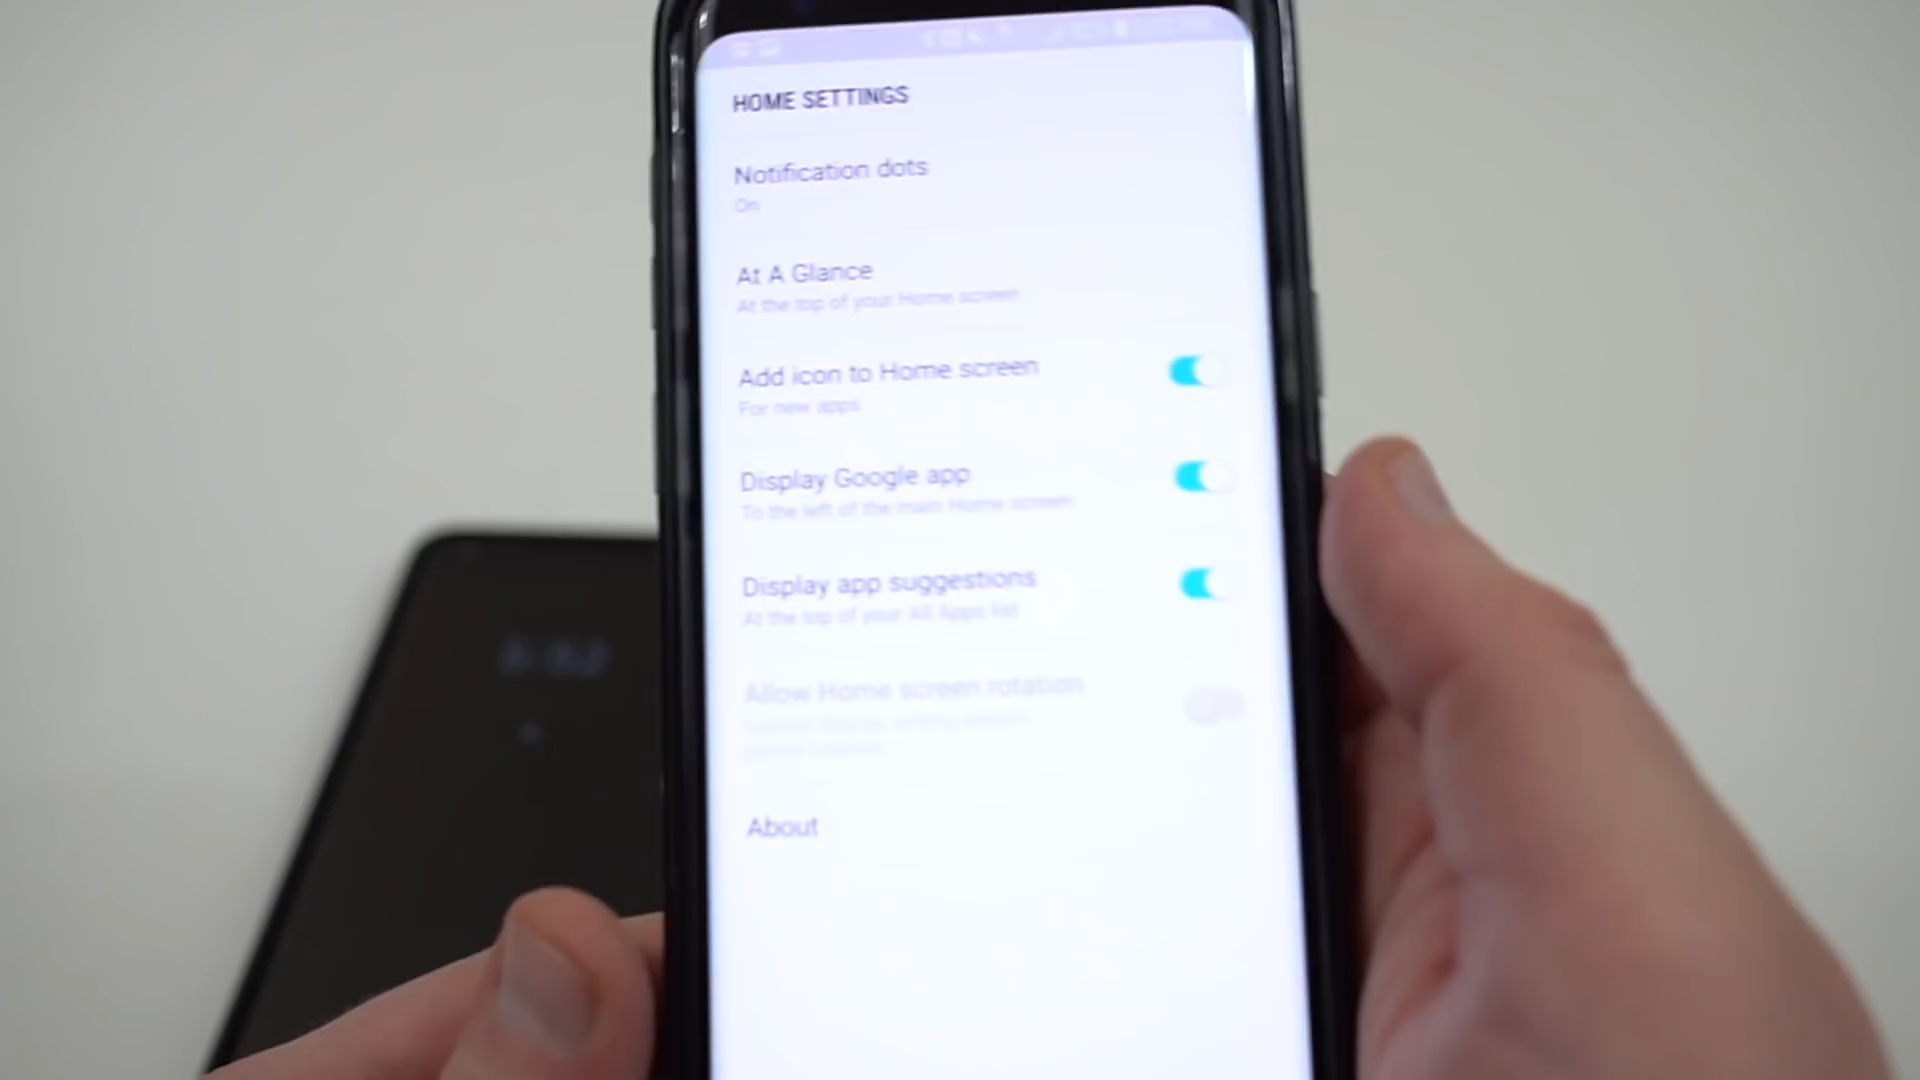 HOME SETTINGS
Notification dots
On
At A Glance
At the top of your Home screen
Add icon to Home screen
For new apps
Display Google app
To the left of the main Home screen
Display app suggestions
At the top of your All Apps list
Allow Home screen rotation
About